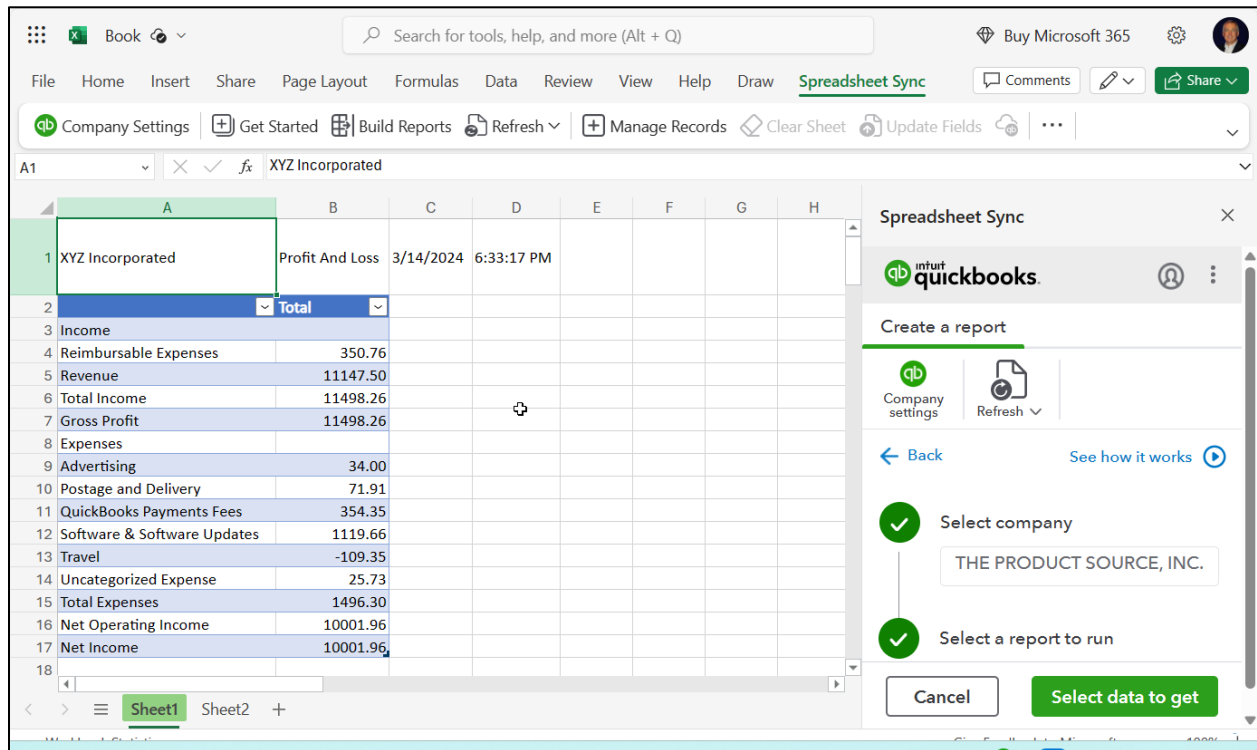 Book
Search for tools, help, and more (Alt + Q)
Buy Microsoft 365
File Home Insert Share Page Layout Formulas Data Review View Help Draw Spreadsheet Sync Comments Share
qb Company Settings Get Started Build Reports Refresh Manage Records Clear Sheet Update Fields
A1 fx XYZ Incorporated
A B C D E F G H
1 XYZ Incorporated Profit And Loss 3/14/2024 6:33:17 PM
2 Total
3 Income
4 Reimbursable Expenses 350.76
5 Revenue 11147.50
6 Total Income 11498.26
7 Gross Profit 11498.26
8 Expenses
9 Advertising 34.00
10 Postage and Delivery 71.91
11 QuickBooks Payments Fees 354.35
12 Software & Software Updates 1119.66
13 Travel -109.35
14 Uncategorized Expense 25.73
15 Total Expenses 1496.30
16 Net Operating Income 10001.96
17 Net Income 10001.96
18
Sheet1 Sheet2
Spreadsheet Sync
qb intuit quickbooks.
Create a report
qb
Company settings
Refresh
Back
See how it works
Select company
THE PRODUCT SOURCE, INC.
Select a report to run
Cancel
Select data to get